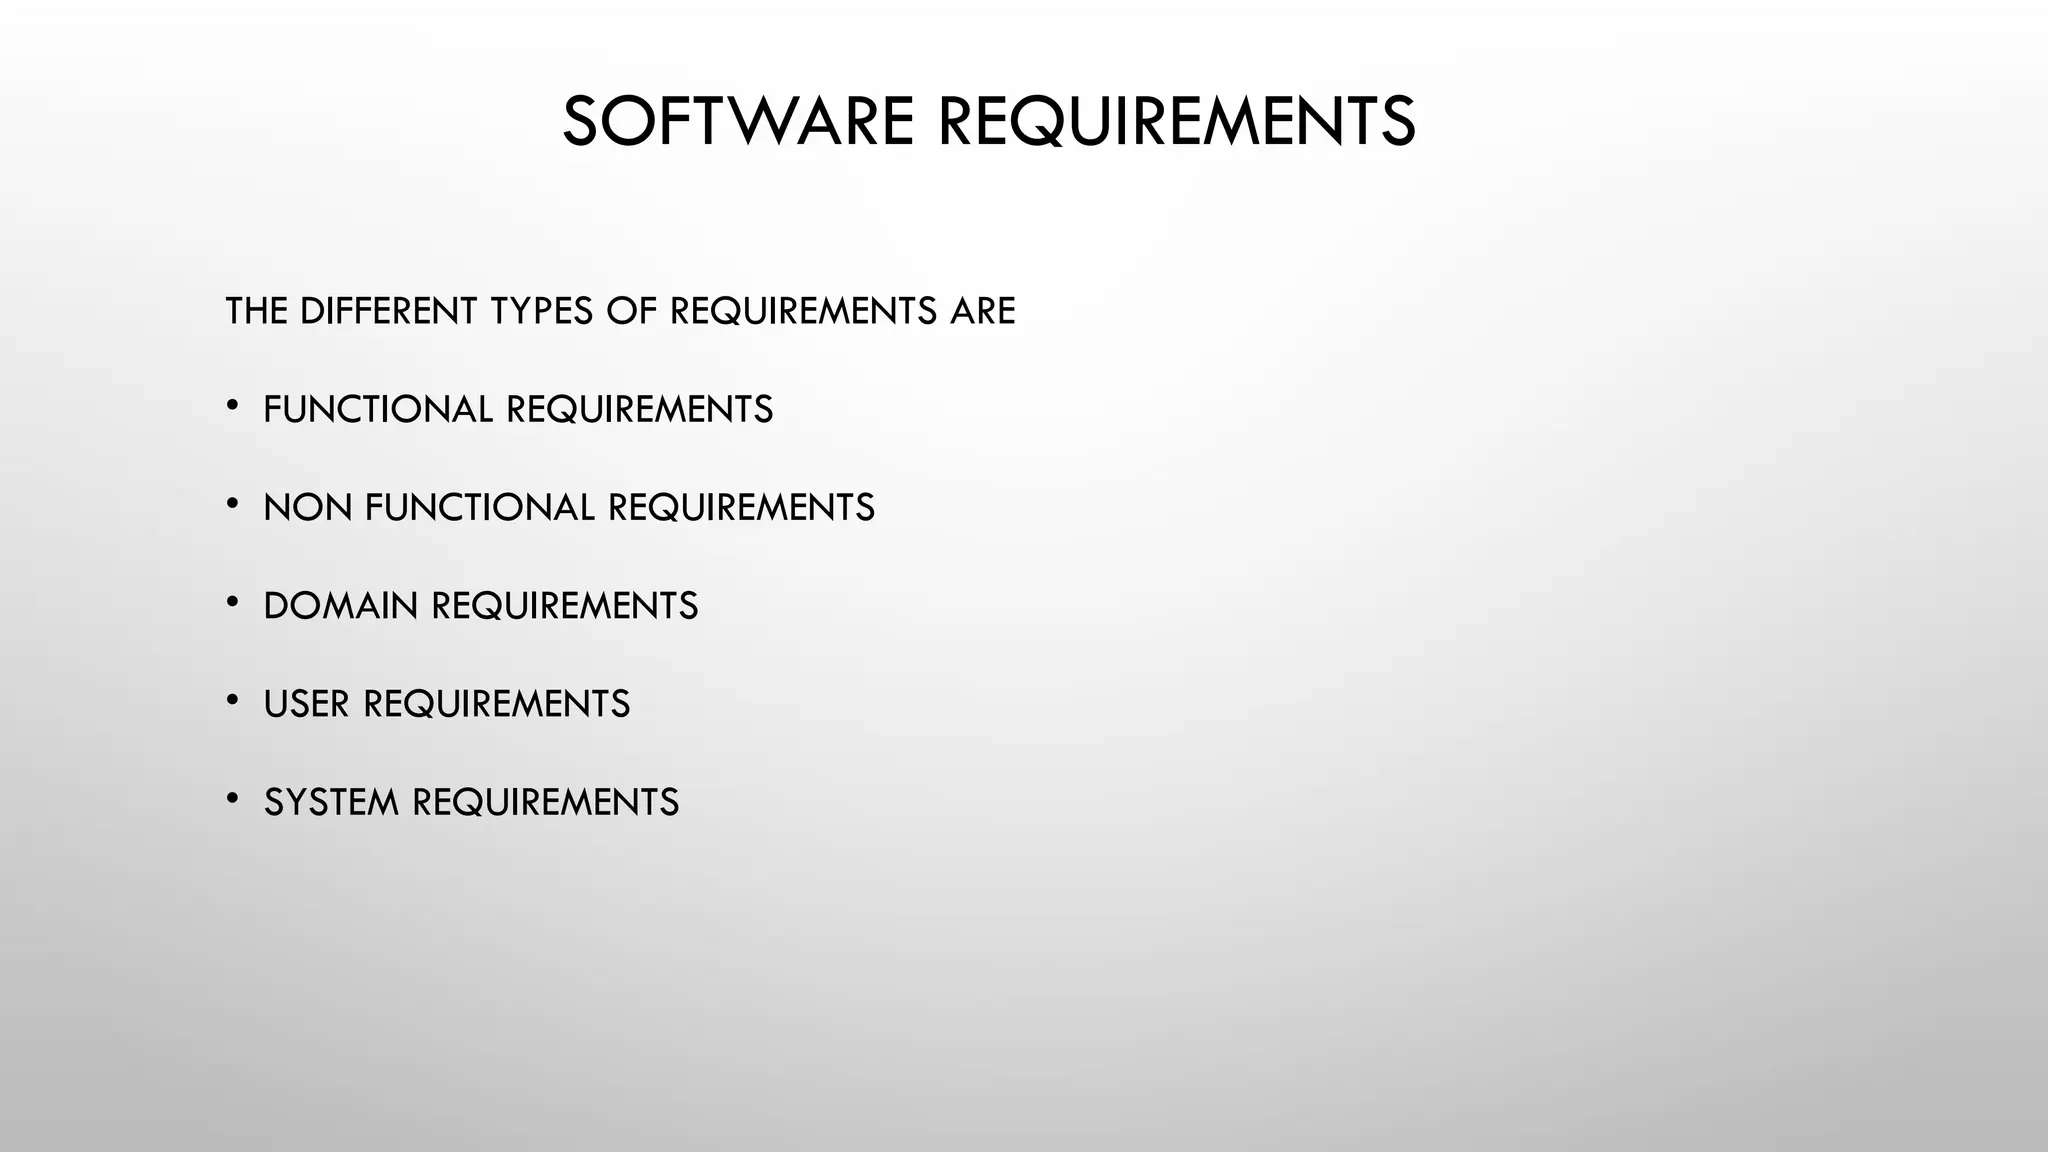 SOFTWARE REQUIREMENTS
THE DIFFERENT TYPES OF REQUIREMENTS ARE
• FUNCTIONAL REQUIREMENTS
• NON FUNCTIONAL REQUIREMENTS
• DOMAIN REQUIREMENTS
• USER REQUIREMENTS
• SYSTEM REQUIREMENTS